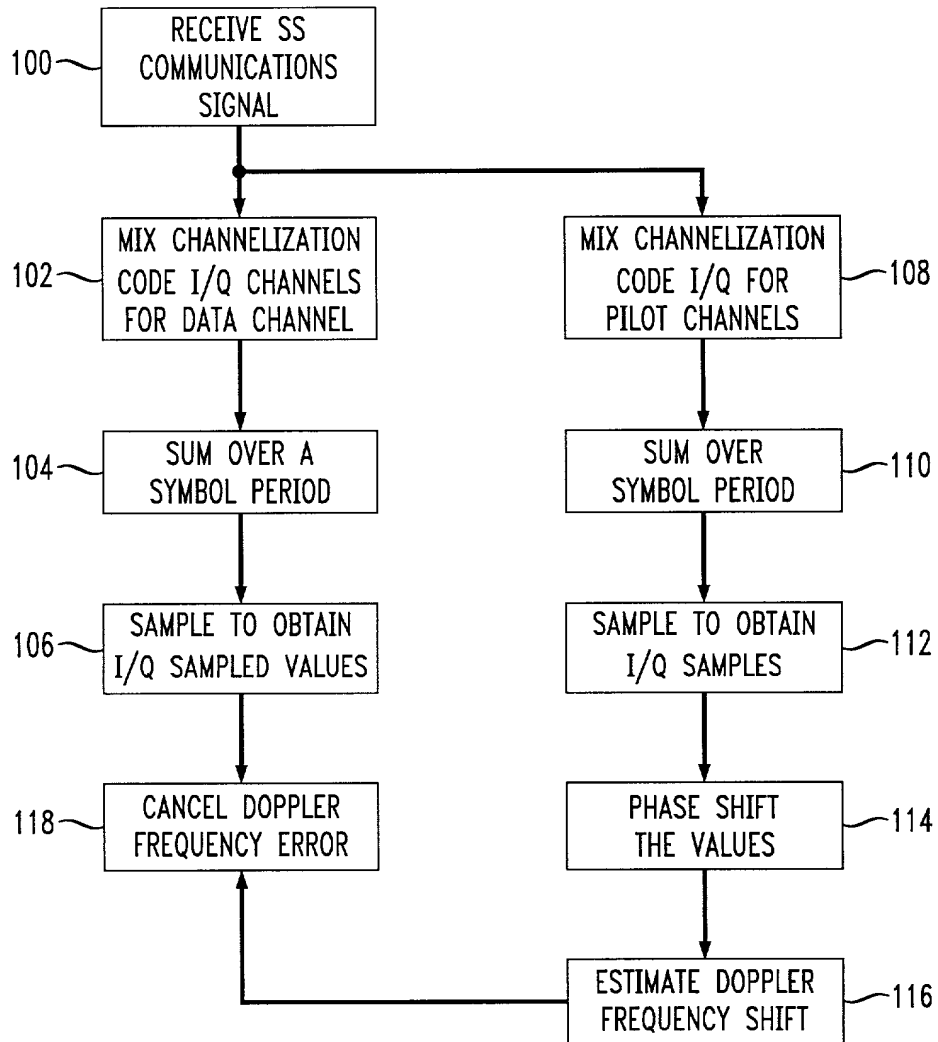 100
RECEIVE SS
COMMUNICATIONS
SIGNAL
102
MIX CHANNELIZATION
CODE I/Q CHANNELS
FOR DATA CHANNEL
MIX CHANNELIZATION
CODE I/Q FOR
PILOT CHANNELS
108
104
SUM OVER A
SYMBOL PERIOD
SUM OVER
SYMBOL PERIOD
110
106
SAMPLE TO OBTAIN
I/Q SAMPLED VALUES
SAMPLE TO OBTAIN
I/Q SAMPLES
112
118
CANCEL DOPPLER
FREQUENCY ERROR
PHASE SHIFT
THE VALUES
114
ESTIMATE DOPPLER
FREQUENCY SHIFT
116